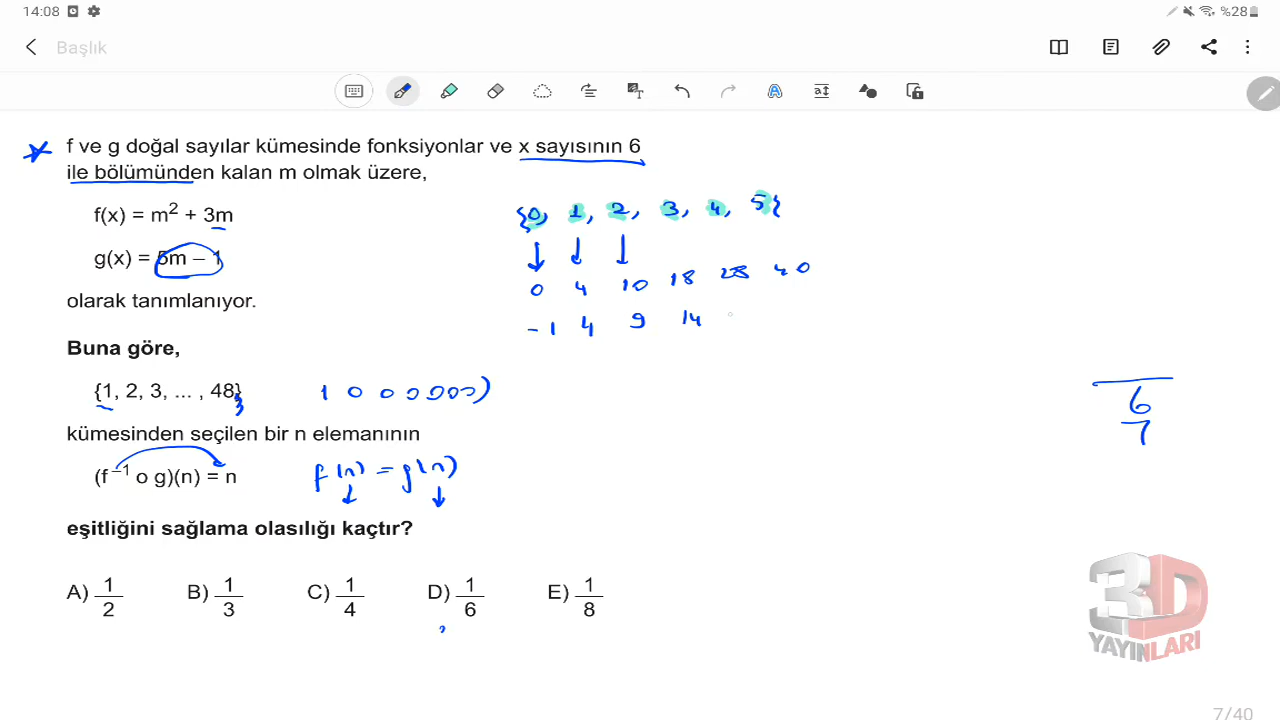 14:08 %28
Başlık
f ve g doğal sayılar kümesinde fonksiyonlar ve x sayısının 6
ile bölümünden kalan m olmak üzere,
{0, 1, 2, 3, 4, 5}
f(x) = m² + 3m
g(x) = 5m – 1
0 4 10 18 28 40
olarak tanımlanıyor.
-1 4 9 14
Buna göre,
{1, 2, 3, ... , 48}
6
7
kümesinden seçilen bir n elemanının
(f⁻¹ o g)(n) = n
f(n) = g(n)
eşitliğini sağlama olasılığı kaçtır?
A) 1/2 B) 1/3 C) 1/4 D) 1/6 E) 1/8
3D
YAYINLARI
7/40